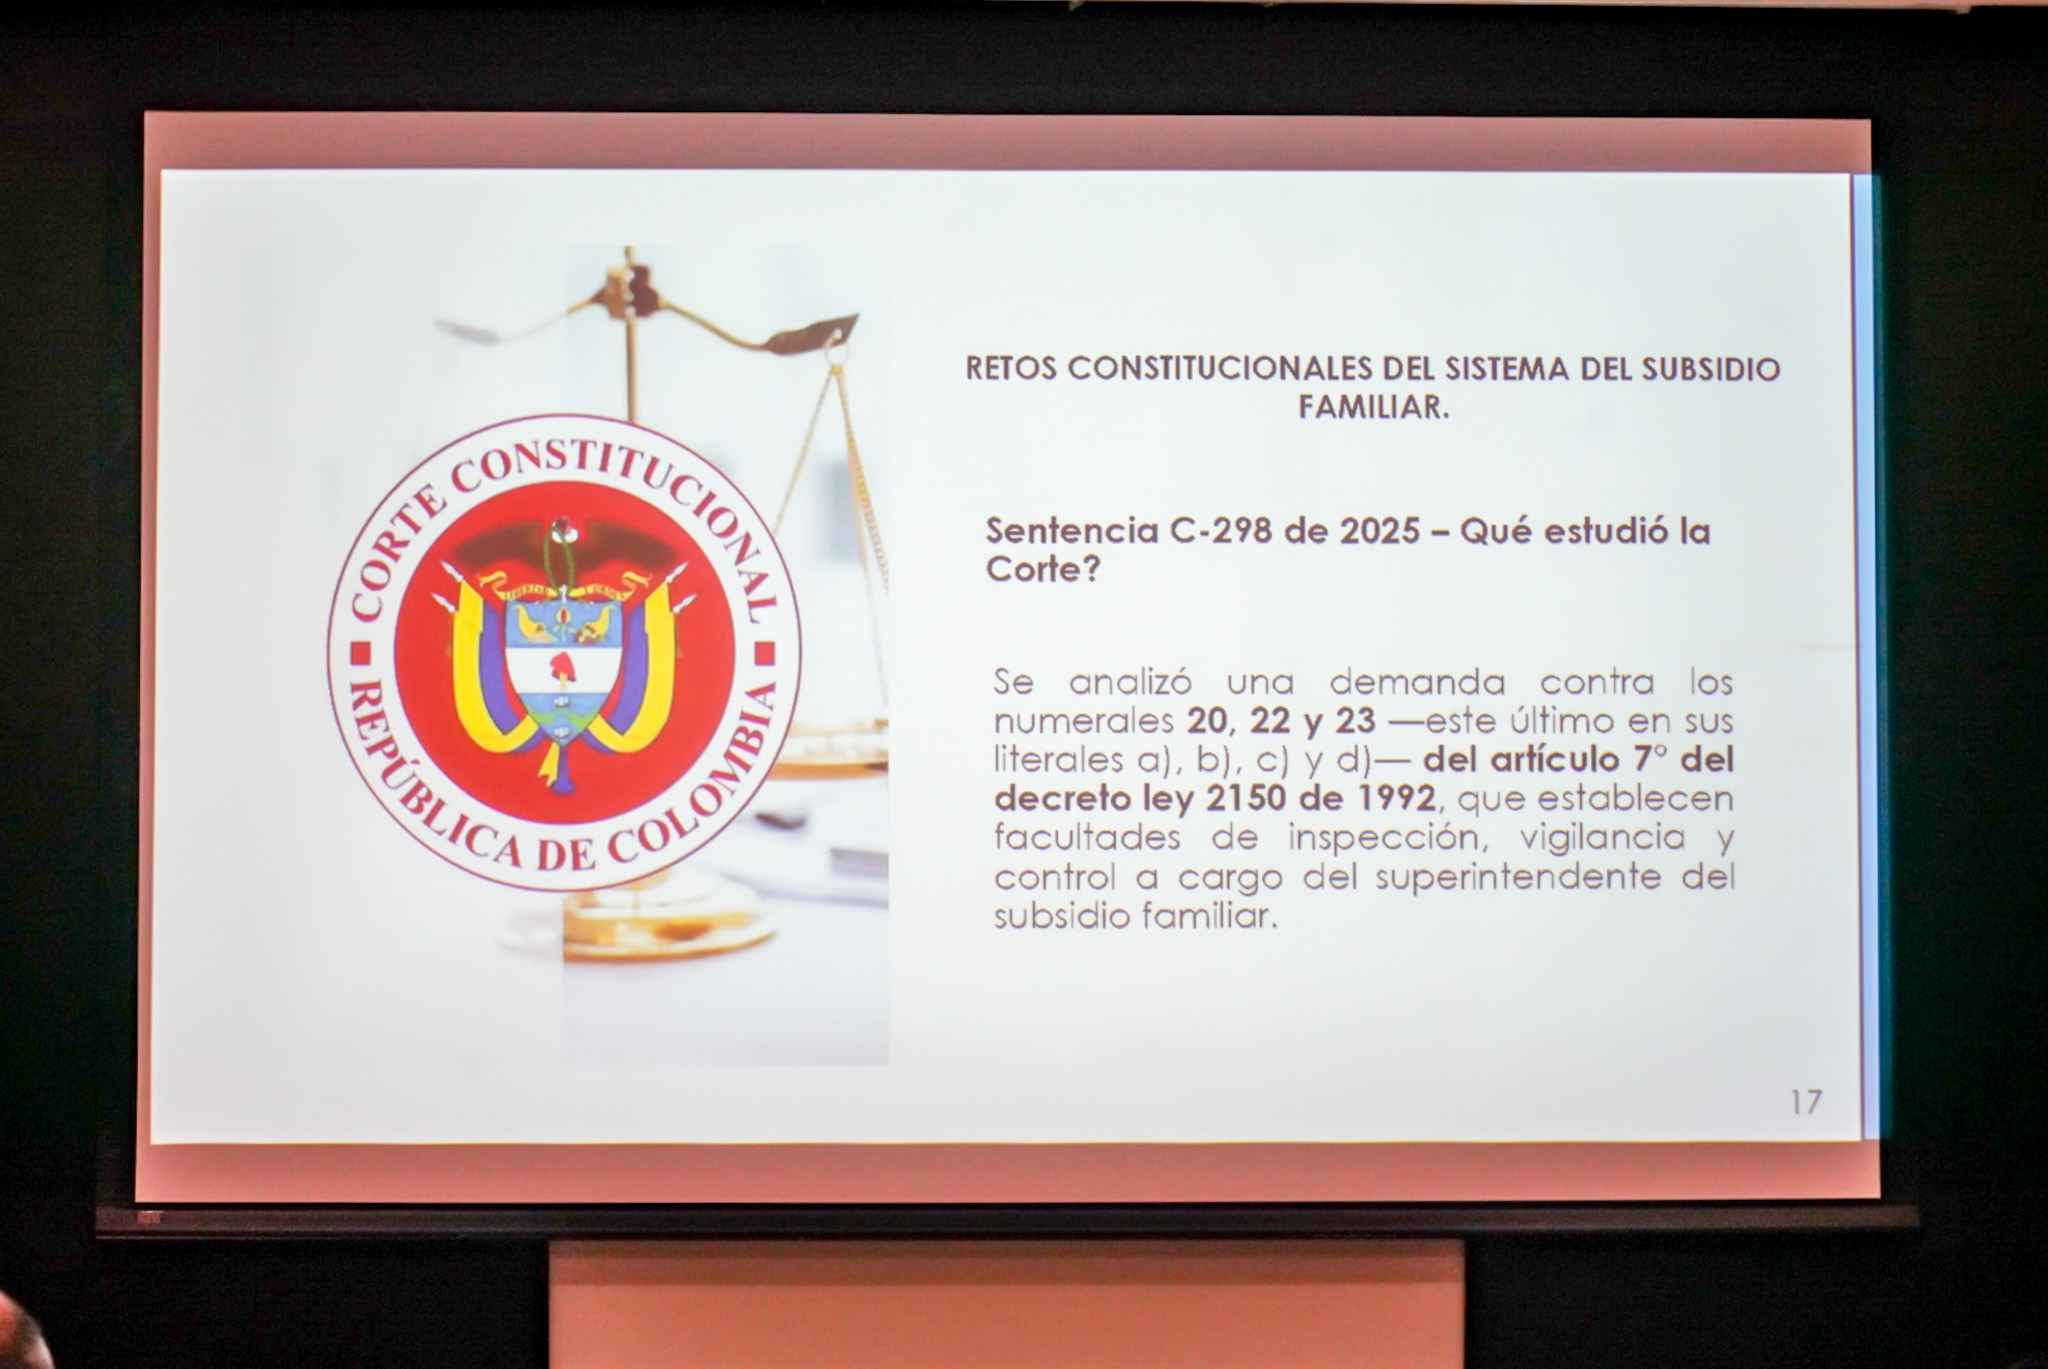 CORTE CONSTITUCIONAL
REPÚBLICA DE COLOMBIA
LIBERTAD Y ORDEN
RETOS CONSTITUCIONALES DEL SISTEMA DEL SUBSIDIO
FAMILIAR.
Sentencia C-298 de 2025 – Qué estudió la
Corte?
Se analizó una demanda contra los
numerales 20, 22 y 23 —este último en sus
literales a), b), c) y d)— del artículo 7° del
decreto ley 2150 de 1992, que establecen
facultades de inspección, vigilancia y
control a cargo del superintendente del
subsidio familiar.
17